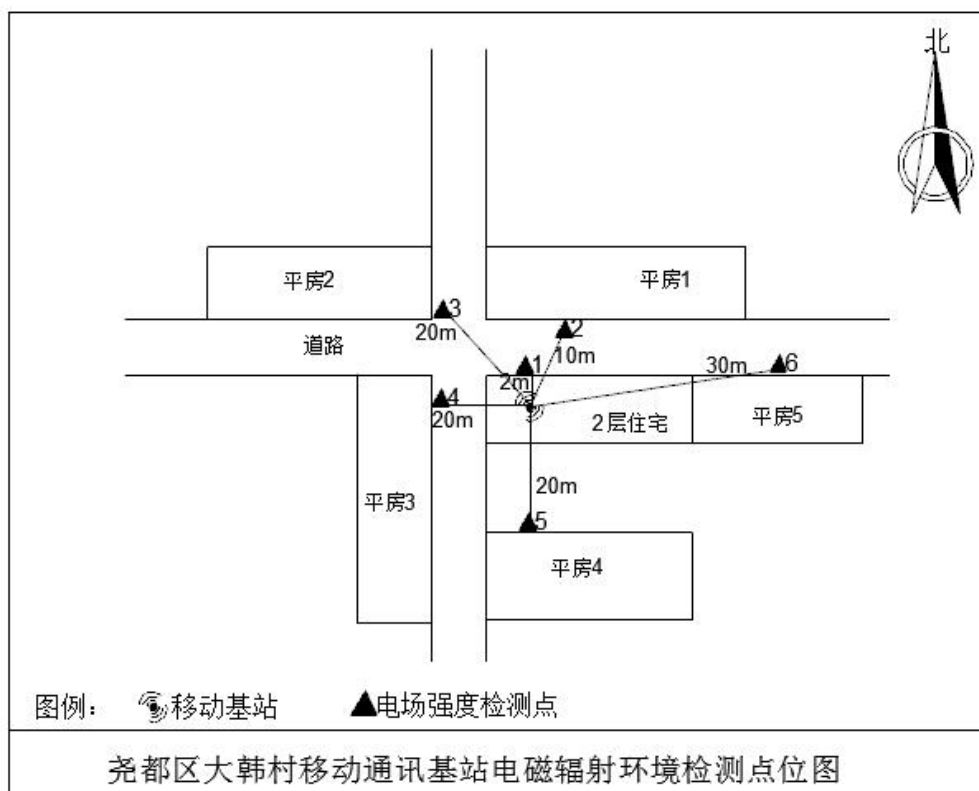 北
平房2
平房1
3
20m
道路
2
10m
1
2m
30m
6
4
20m
2层住宅
平房5
平房3
20m
5
平房4
图例：
移动基站
电场强度检测点
尧都区大韩村移动通讯基站电磁辐射环境检测点位图